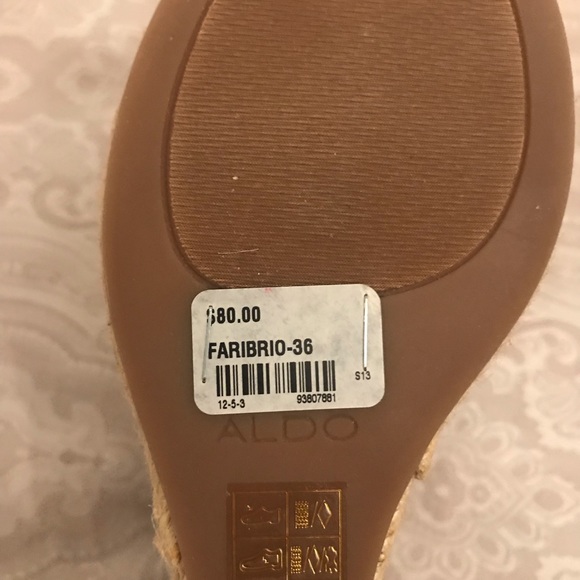 $80.00
FARIBRIO-36
S13
12-5-3 93807881
ALDO